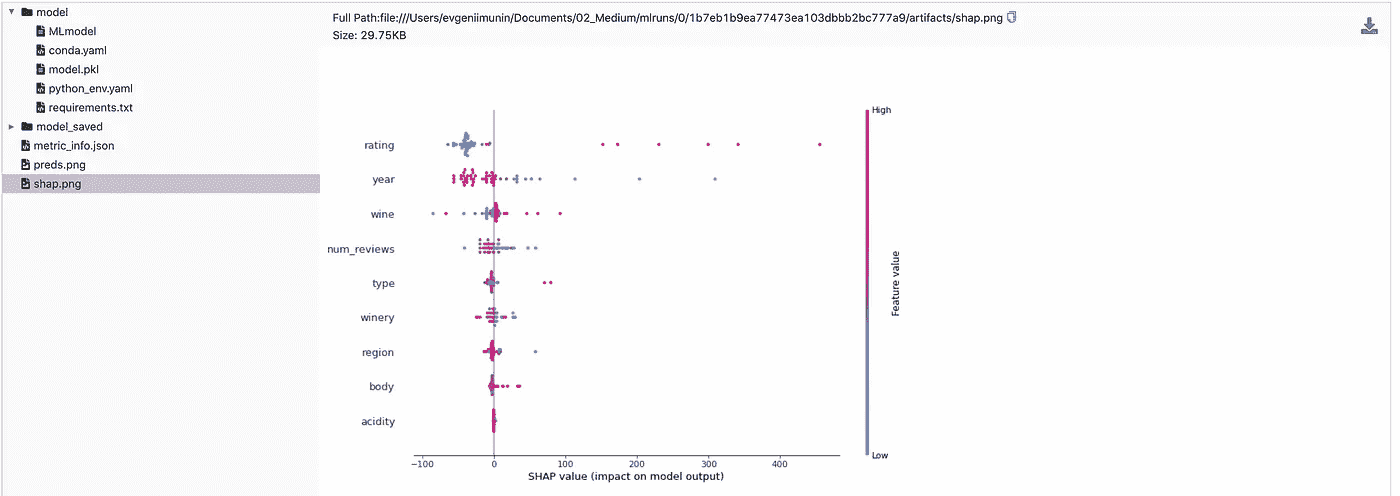 model
MLmodel
conda.yaml
model.pkl
python_env.yaml
requirements.txt
model_saved
metric_info.json
preds.png
shap.png
Full Path:file:///Users/evgeniimunin/Documents/02_Medium/mlruns/0/1b7eb1b9ea77473ea103dbbb2bc777a9/artifacts/shap.png
Size: 29.75KB
High
rating
year
wine
num_reviews
type
winery
region
body
acidity
Feature value
Low
−100 0 100 200 300 400
SHAP value (impact on model output)